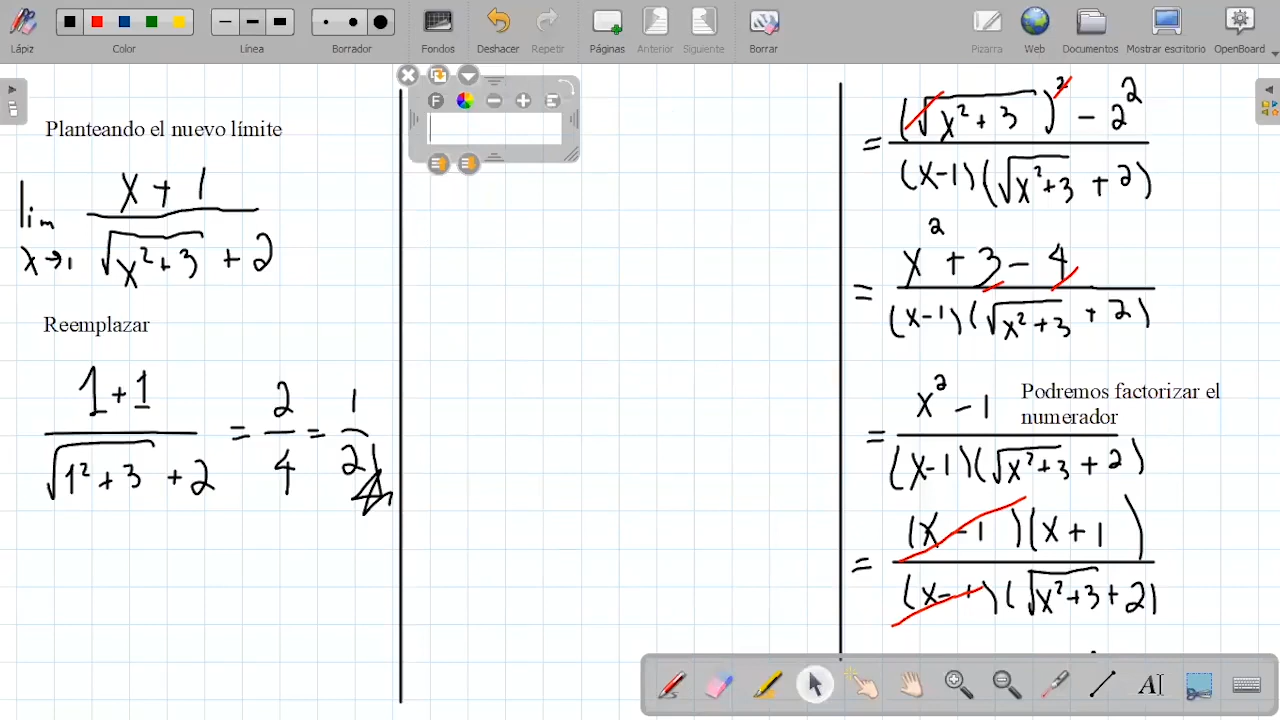 Lápiz
Color
Línea
Borrador
Fondos
Deshacer
Repetir
Páginas
Anterior
Siguiente
Borrar
Pizarra
Web
Documentos
Mostrar escritorio
OpenBoard
Planteando el nuevo límite
lim x→1 (x + 1) / (√(x² + 3) + 2)
Reemplazar
(1 + 1) / (√(1² + 3) + 2) = 2/4 = 1/2
F
= ((√(x² + 3))² - 2²) / ((x-1)(√(x²+3) + 2))
= (x² + 3 - 4) / ((x-1)(√(x²+3) + 2))
= (x² - 1) / ((x-1)(√(x²+3) + 2))
Podremos factorizar el
numerador
= ((x-1)(x+1)) / ((x-1)(√(x²+3) + 2))
AI